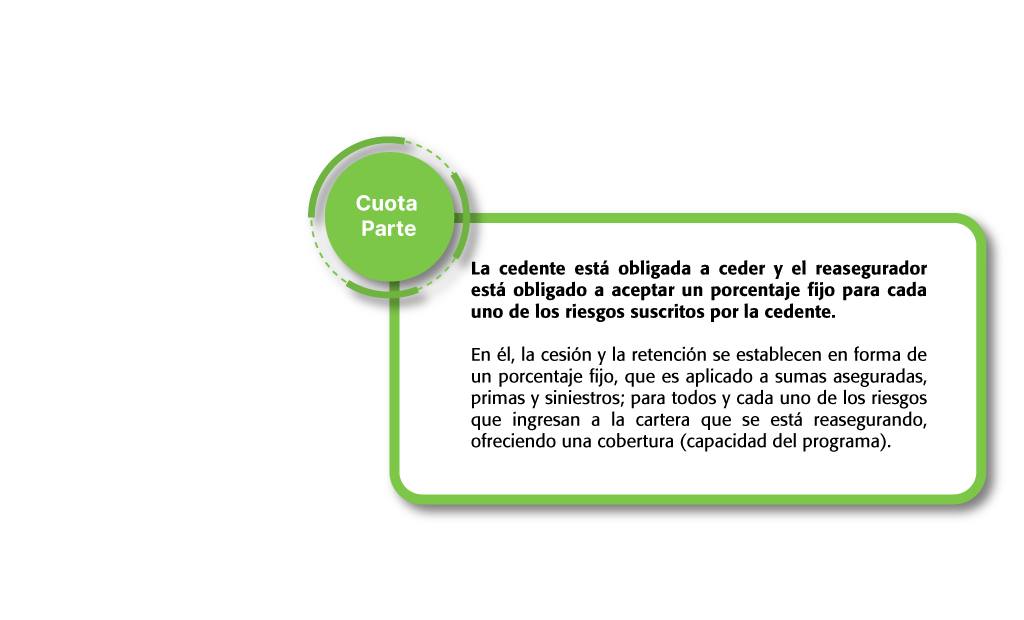 Cuota
Parte
La cedente está obligada a ceder y el reasegurador
está obligado a aceptar un porcentaje fijo para cada
uno de los riesgos suscritos por la cedente.
En él, la cesión y la retención se establecen en forma de
un porcentaje fijo, que es aplicado a sumas aseguradas,
primas y siniestros; para todos y cada uno de los riesgos
que ingresan a la cartera que se está reasegurando,
ofreciendo una cobertura (capacidad del programa).